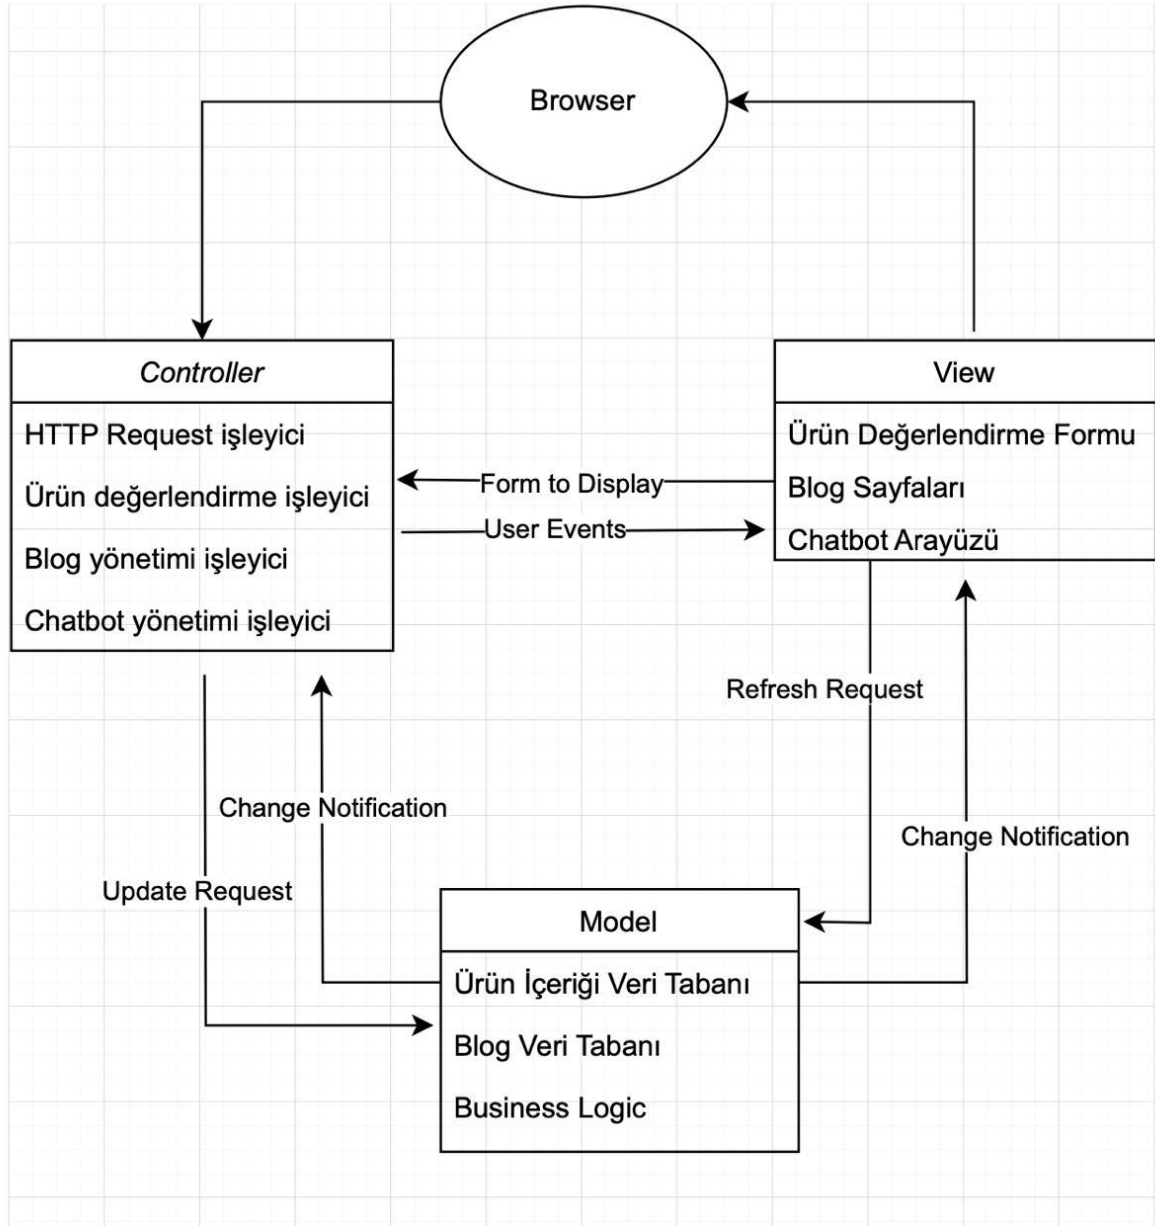 Browser
Controller
HTTP Request işleyici
Ürün değerlendirme işleyici
Blog yönetimi işleyici
Chatbot yönetimi işleyici
View
Ürün Değerlendirme Formu
Blog Sayfaları
Chatbot Arayüzü
Form to Display
User Events
Refresh Request
Change Notification
Change Notification
Update Request
Model
Ürün İçeriği Veri Tabanı
Blog Veri Tabanı
Business Logic